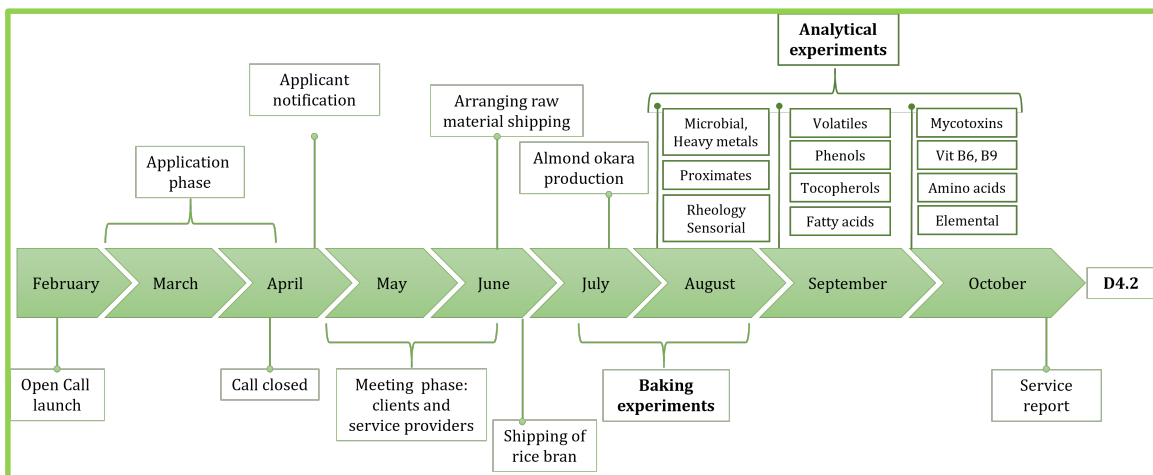 Analytical
experiments
Applicant
notification
Arranging raw
material shipping
Application
phase
Almond okara
production
Microbial,
Heavy metals
Proximates
Rheology
Sensorial
Volatiles
Phenols
Tocopherols
Fatty acids
Mycotoxins
Vit B6, B9
Amino acids
Elemental
February
March
April
May
June
July
August
September
October
D4.2
Open Call
launch
Call closed
Meeting phase:
clients and
service providers
Shipping of
rice bran
Baking
experiments
Service
report